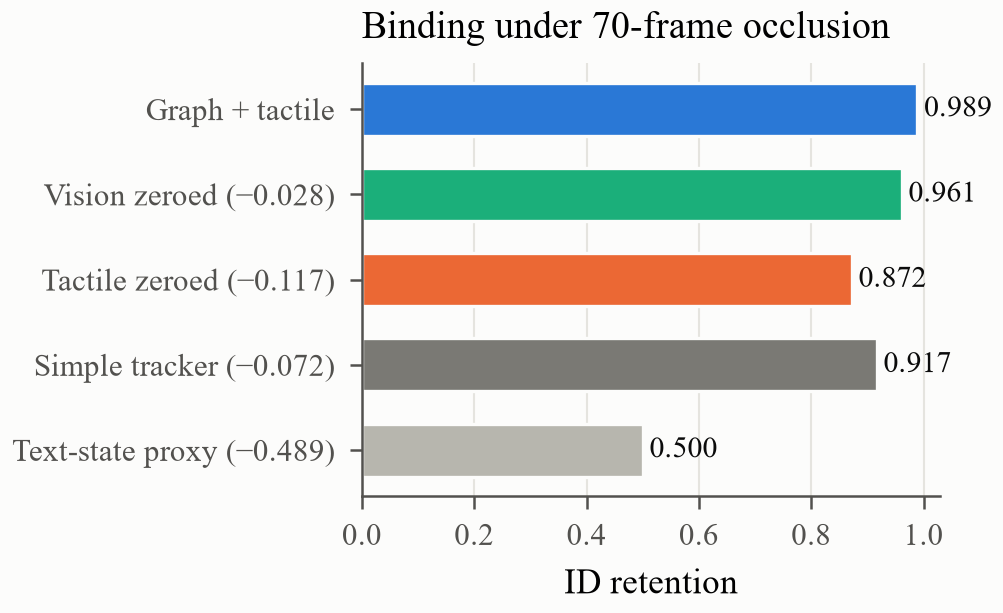 Binding under 70-frame occlusion
Graph + tactile 0.989
Vision zeroed (−0.028) 0.961
Tactile zeroed (−0.117) 0.872
Simple tracker (−0.072) 0.917
Text-state proxy (−0.489) 0.500
0.0 0.2 0.4 0.6 0.8 1.0
ID retention